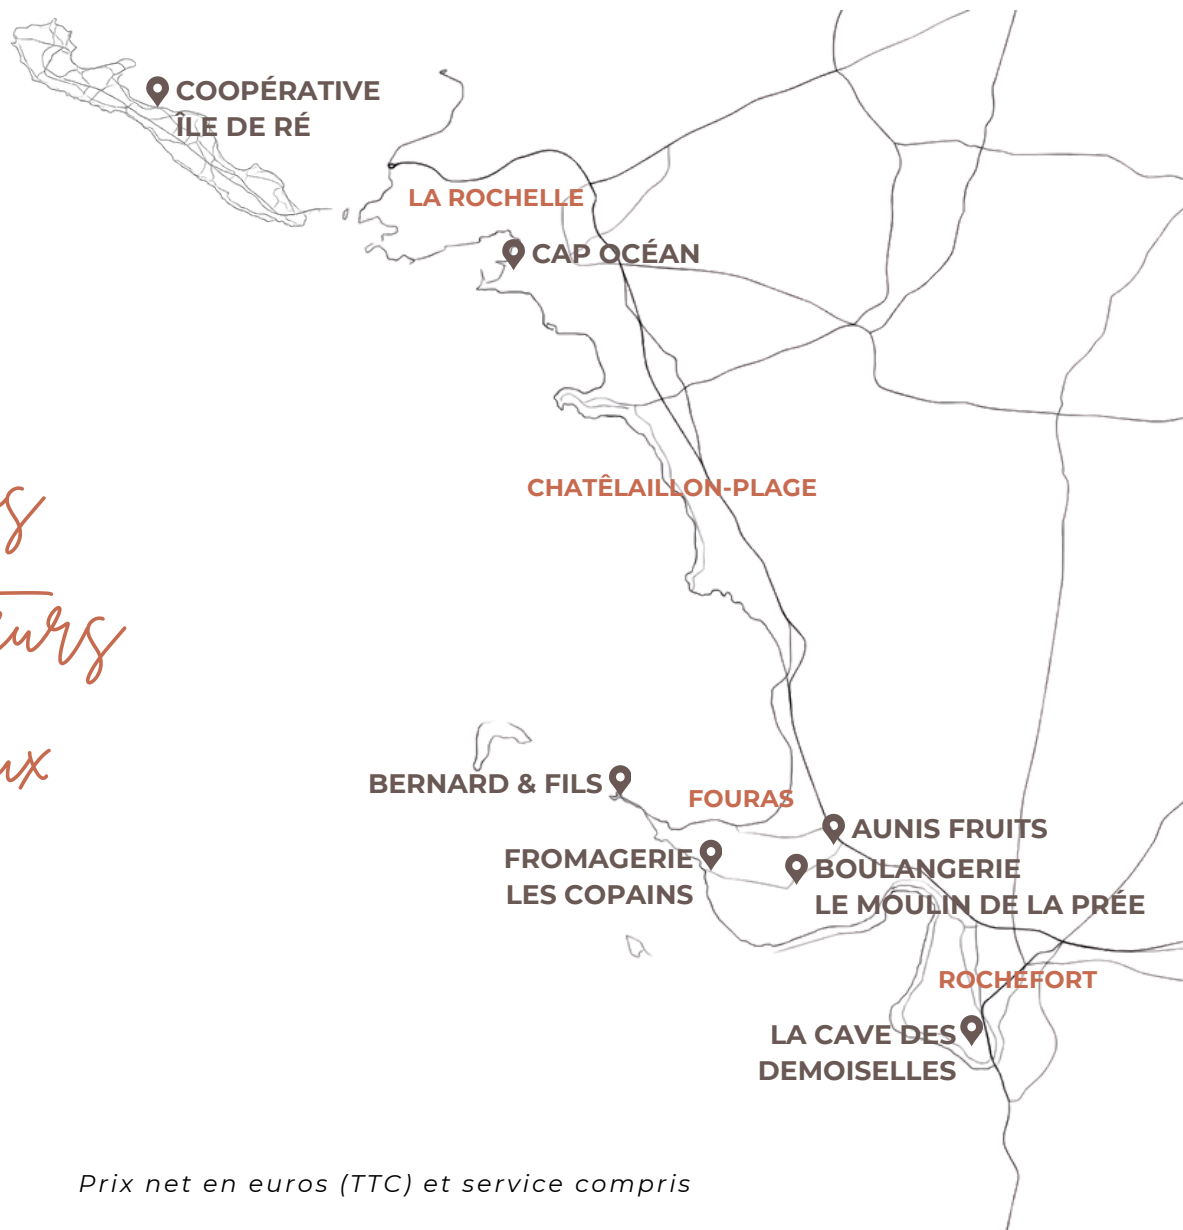 COOPÉRATIVE
ÎLE DE RÉ
LA ROCHELLE
CAP OCÉAN
CHATÊLAILLON-PLAGE
BERNARD & FILS
FOURAS
AUNIS FRUITS
FROMAGERIE
LES COPAINS
BOULANGERIE
LE MOULIN DE LA PRÉE
ROCHEFORT
LA CAVE DES
DEMOISELLES
Prix net en euros (TTC) et service compris